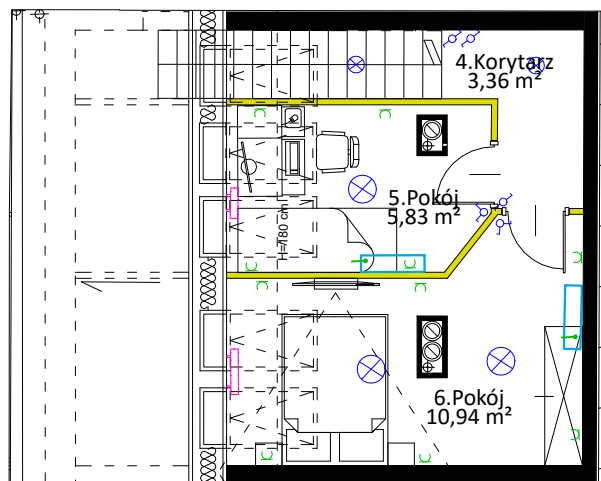 4.Korytarz
3,36 m²
5.Pokój
5,83 m²
H=180 cm
6.Pokój
10,94 m²